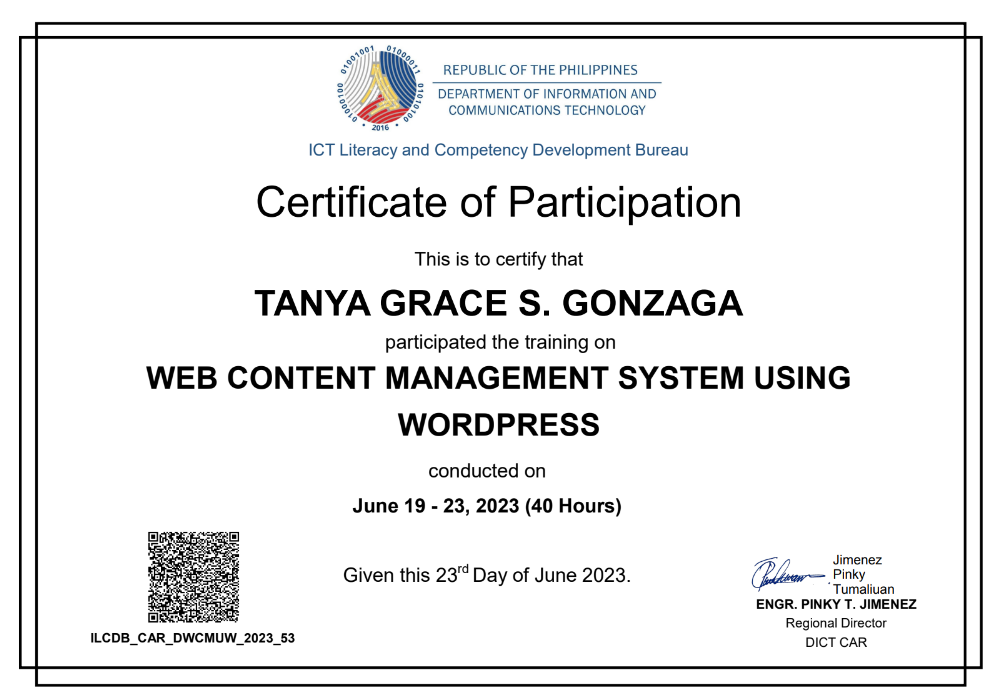 01001001 01000011
01000100 01010100
• 2016 •
REPUBLIC OF THE PHILIPPINES
DEPARTMENT OF INFORMATION AND
COMMUNICATIONS TECHNOLOGY
ICT Literacy and Competency Development Bureau
Certificate of Participation
This is to certify that
TANYA GRACE S. GONZAGA
participated the training on
WEB CONTENT MANAGEMENT SYSTEM USING
WORDPRESS
conducted on
June 19 - 23, 2023 (40 Hours)
Given this 23rd Day of June 2023.
Jimenez
Pinky
Tumaliuan
ENGR. PINKY T. JIMENEZ
Regional Director
DICT CAR
ILCDB_CAR_DWCMUW_2023_53